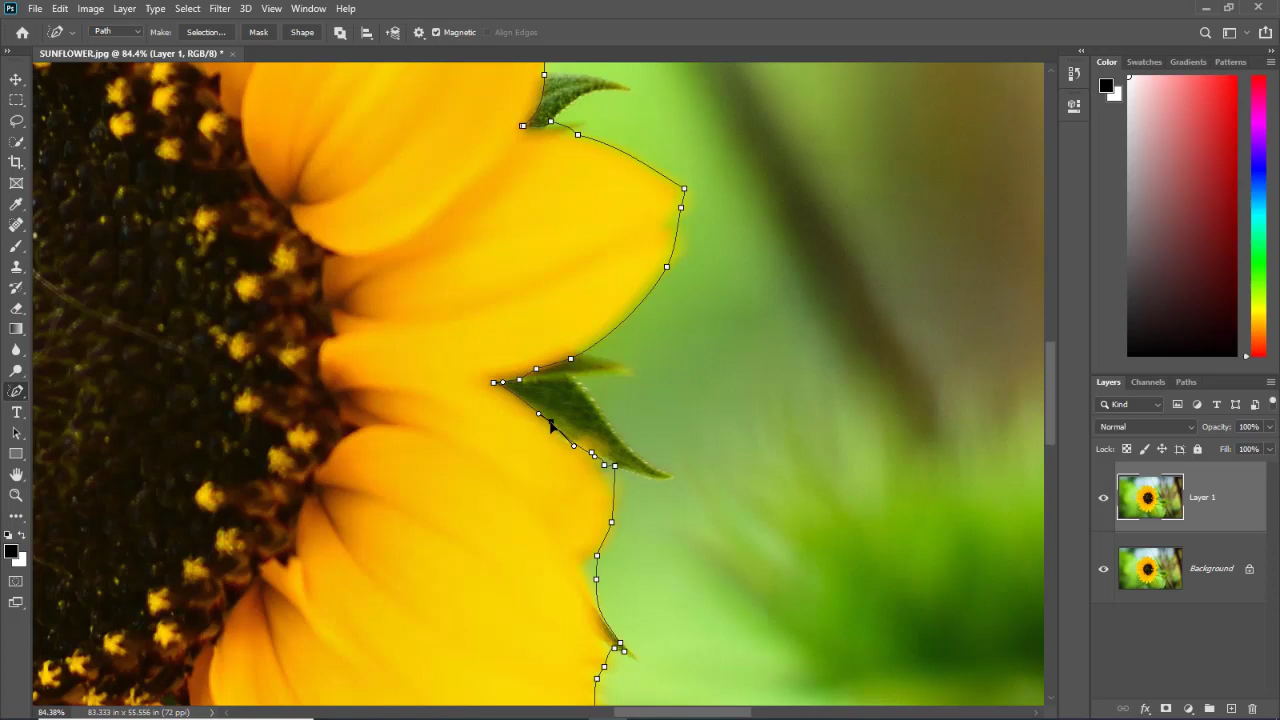 Ps File Edit Image Layer Type Select Filter 3D View Window Help
Path Make: Selection... Mask Shape Magnetic Align Edges
SUNFLOWER.jpg @ 84.4% (Layer 1, RGB/8) * ×
Color Swatches Gradients Patterns
Layers Channels Paths
Kind
Normal Opacity: 100%
Lock: Fill: 100%
Layer 1
Background
T
84.38% 83.333 in x 55.556 in (72 ppi)
fx